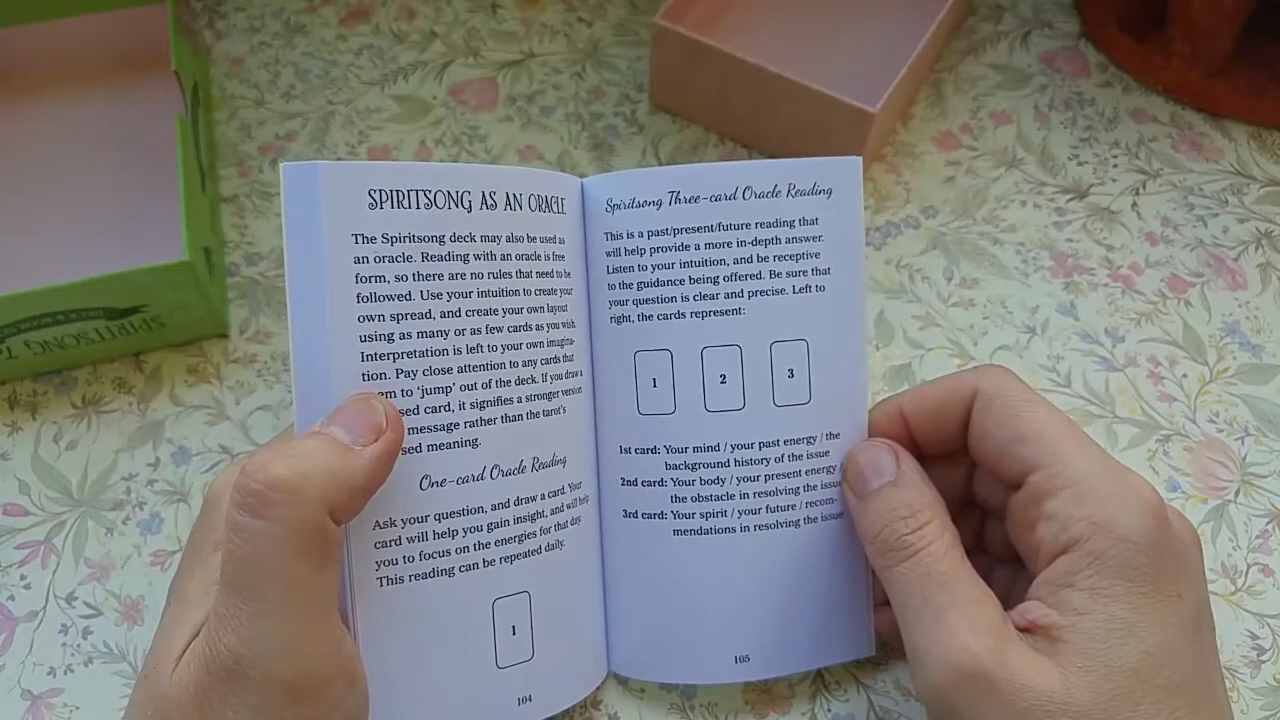 SPIRITSONG AS AN ORACLE
The Spiritsong deck may also be used as
an oracle. Reading with an oracle is free
form, so there are no rules that need to be
followed. Use your intuition to create your
own spread, and create your own layout
using as many or as few cards as you wish.
Interpretation is left to your own imagina-
tion. Pay close attention to any cards that
em to ‘jump’ out of the deck. If you draw a
sed card, it signifies a stronger version
message rather than the tarot’s
sed meaning.
One-card Oracle Reading
Ask your question, and draw a card. Your
card will help you gain insight, and will help
you to focus on the energies for that day.
This reading can be repeated daily.
1
104
Spiritsong Three-card Oracle Reading
This is a past/present/future reading that
will help provide a more in-depth answer.
Listen to your intuition, and be receptive
to the guidance being offered. Be sure that
your question is clear and precise. Left to
right, the cards represent:
1 2 3
1st card: Your mind / your past energy / the
background history of the issue
2nd card: Your body / your present energy
the obstacle in resolving the issue
3rd card: Your spirit / your future / recom-
mendations in resolving the issue
105
SPIRITSONG
DECK & BOOK